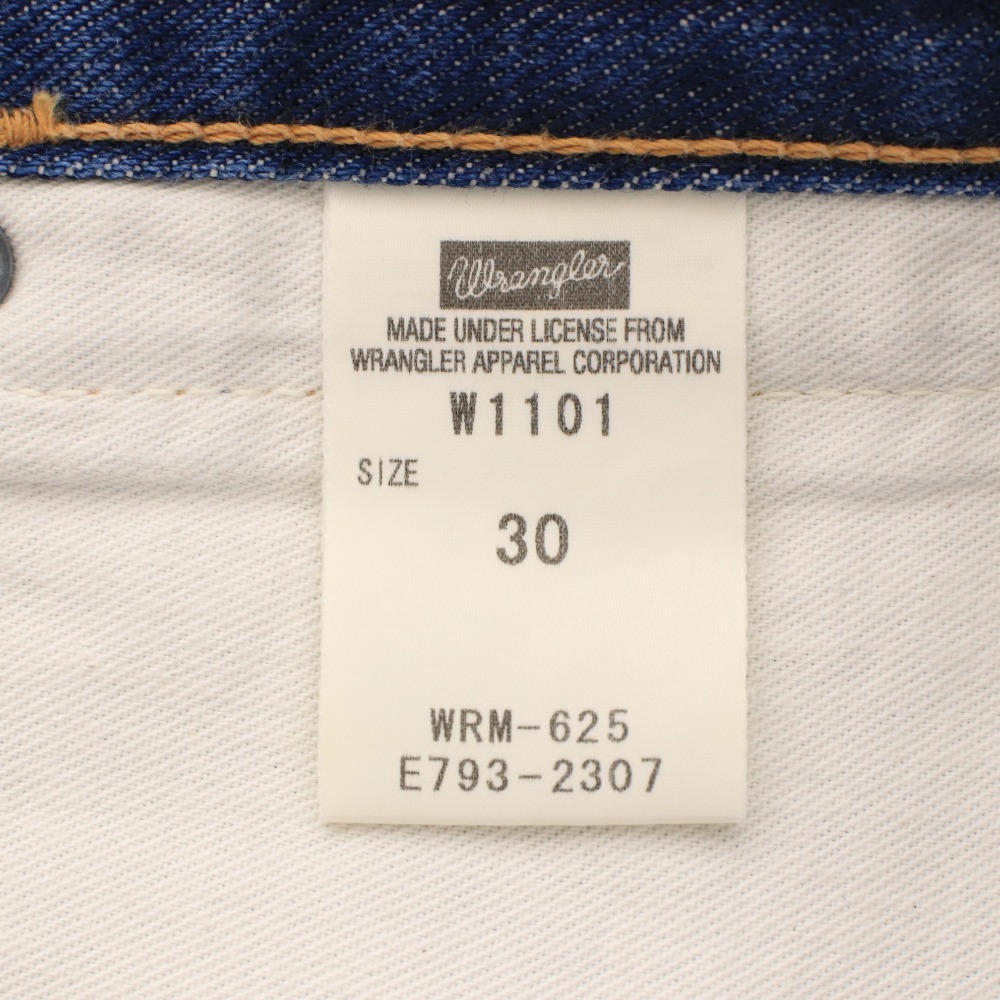 Wrangler
MADE UNDER LICENSE FROM
WRANGLER APPAREL CORPORATION
W1101
SIZE
30
WRM-625
E793-2307